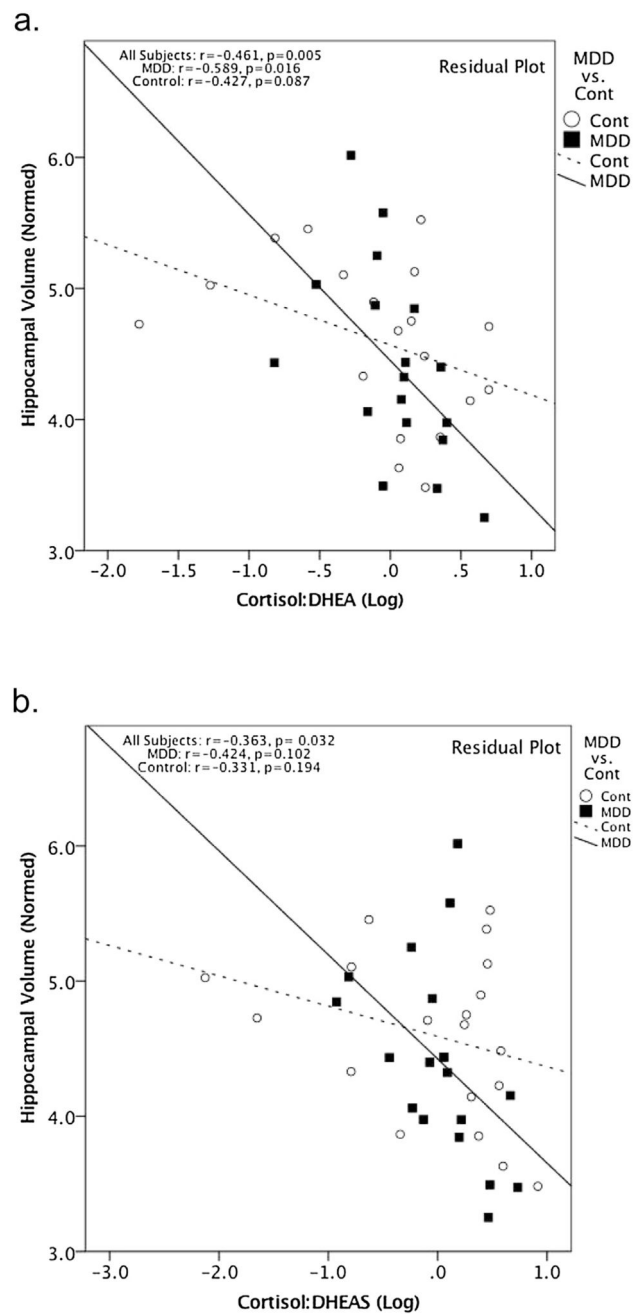 a.
All Subjects: r=-0.461, p=0.005
MDD: r=-0.589, p=0.016
Control: r=-0.427, p=0.087
Residual Plot
MDD
vs.
Cont
Cont
MDD
Cont
MDD
Hippocampal Volume (Normed)
6.0
5.0
4.0
3.0
-2.0 -1.5 -1.0 -.5 .0 .5 1.0
Cortisol:DHEA (Log)
b.
All Subjects: r=-0.363, p= 0.032
MDD: r=-0.424, p=0.102
Control: r=-0.331, p=0.194
Residual Plot
MDD
vs.
Cont
Cont
MDD
Cont
MDD
Hippocampal Volume (Normed)
6.0
5.0
4.0
3.0
-3.0 -2.0 -1.0 .0 1.0
Cortisol:DHEAS (Log)